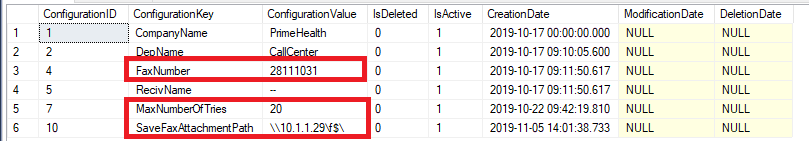 ConfigurationID ConfigurationKey ConfigurationValue IsDeleted IsActive CreationDate ModificationDate DeletionDate
1 1 CompanyName PrimeHealth 0 1 2019-10-17 00:00:00.000 NULL NULL
2 2 DepName CallCenter 0 1 2019-10-17 09:10:05.600 NULL NULL
3 4 FaxNumber 28111031 0 1 2019-10-17 09:11:50.617 NULL NULL
4 5 RecivName -- 0 1 2019-10-17 09:11:50.617 NULL NULL
5 7 MaxNumberOfTries 20 0 1 2019-10-22 09:42:19.810 NULL NULL
6 10 SaveFaxAttachmentPath \\10.1.1.29\f$\ 0 1 2019-11-05 14:01:38.733 NULL NULL